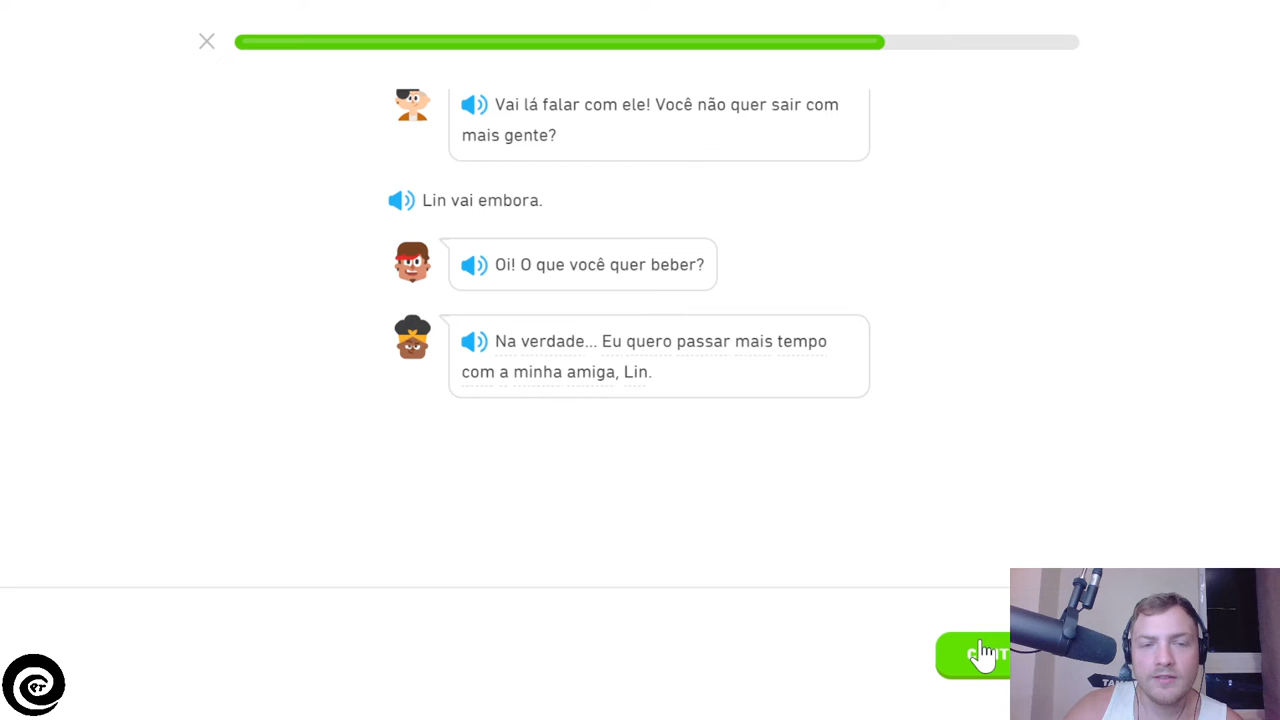 Vai lá falar com ele! Você não quer sair com
mais gente?
Lin vai embora.
Oi! O que você quer beber?
Na verdade... Eu quero passar mais tempo
com a minha amiga, Lin.